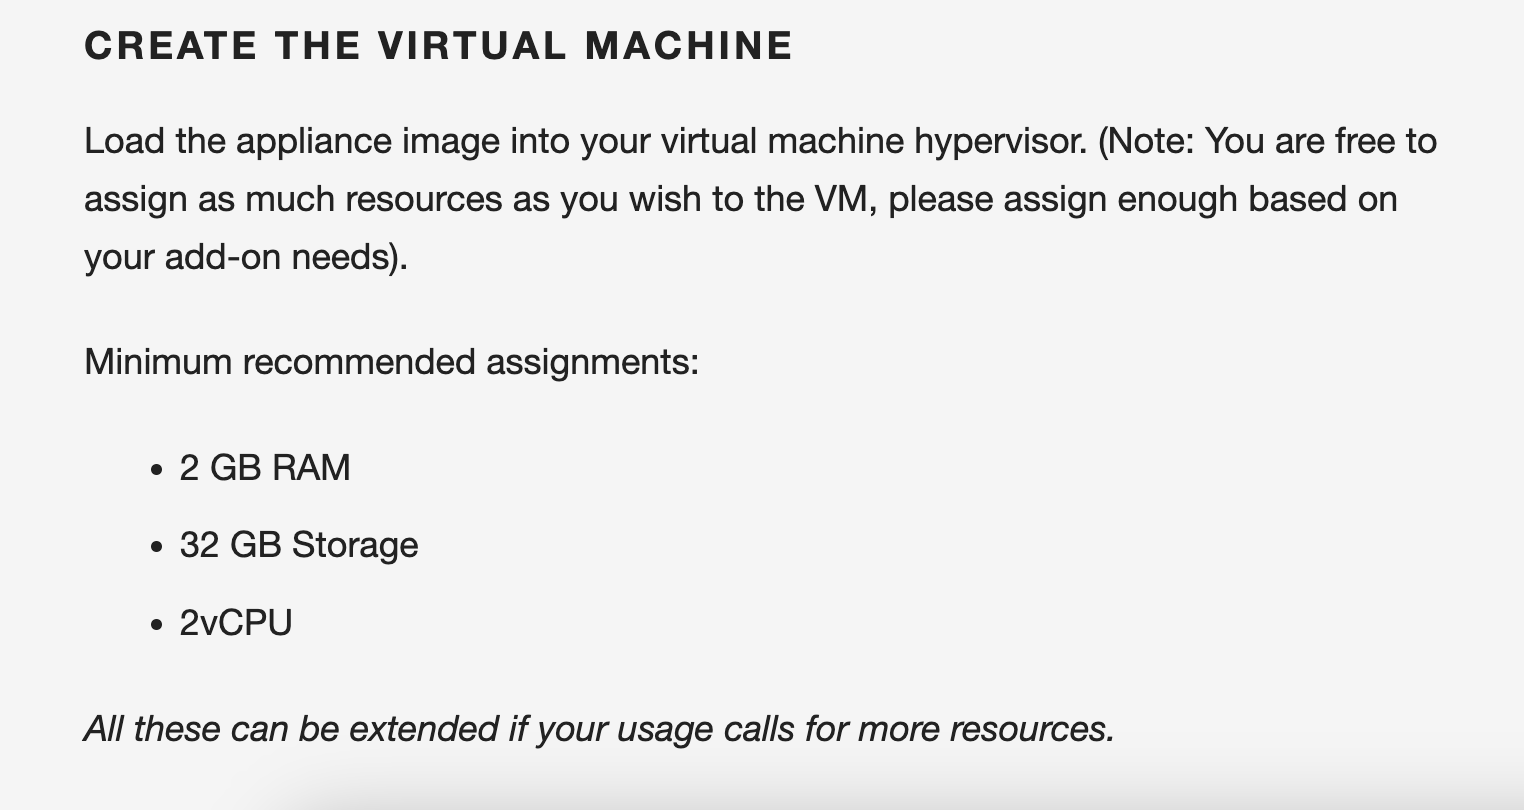 CREATE THE VIRTUAL MACHINE
Load the appliance image into your virtual machine hypervisor. (Note: You are free to
assign as much resources as you wish to the VM, please assign enough based on
your add-on needs).
Minimum recommended assignments:
• 2 GB RAM
• 32 GB Storage
• 2vCPU
All these can be extended if your usage calls for more resources.